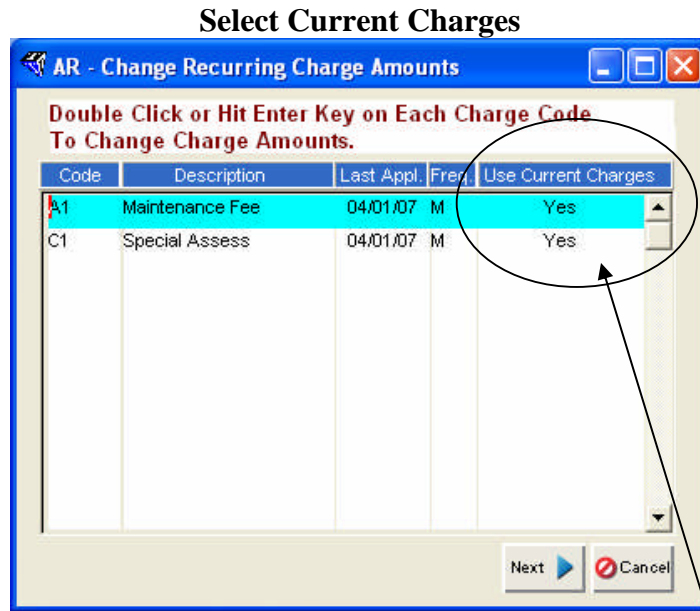 Select Current Charges
AR - Change Recurring Charge Amounts
Double Click or Hit Enter Key on Each Charge Code
To Change Charge Amounts.
Code Description Last Appl. Freq. Use Current Charges
A1 Maintenance Fee 04/01/07 M Yes
C1 Special Assess 04/01/07 M Yes
Next Cancel